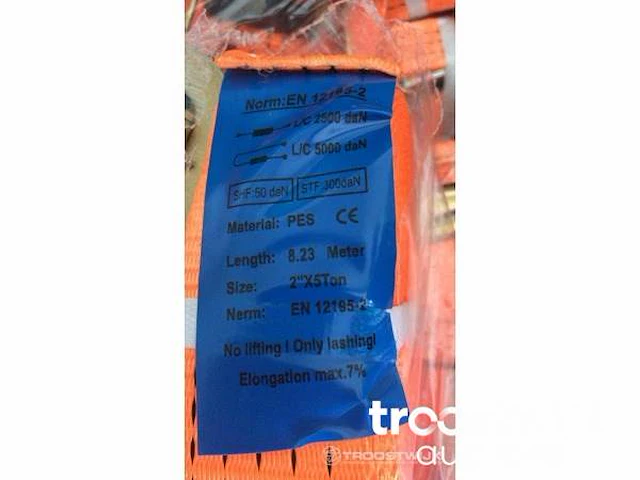 Norm:EN 12195-2
L/C 2500 daN
L/C 5000 daN
SHF:50 daN STF:300daN
Material: PES CE
Length: 8.23 Meter
Size: 2"X5Ton
Nerm: EN 12195-2
No lifting ! Only lashing!
Elongation max.7%
TROOSTWIJK